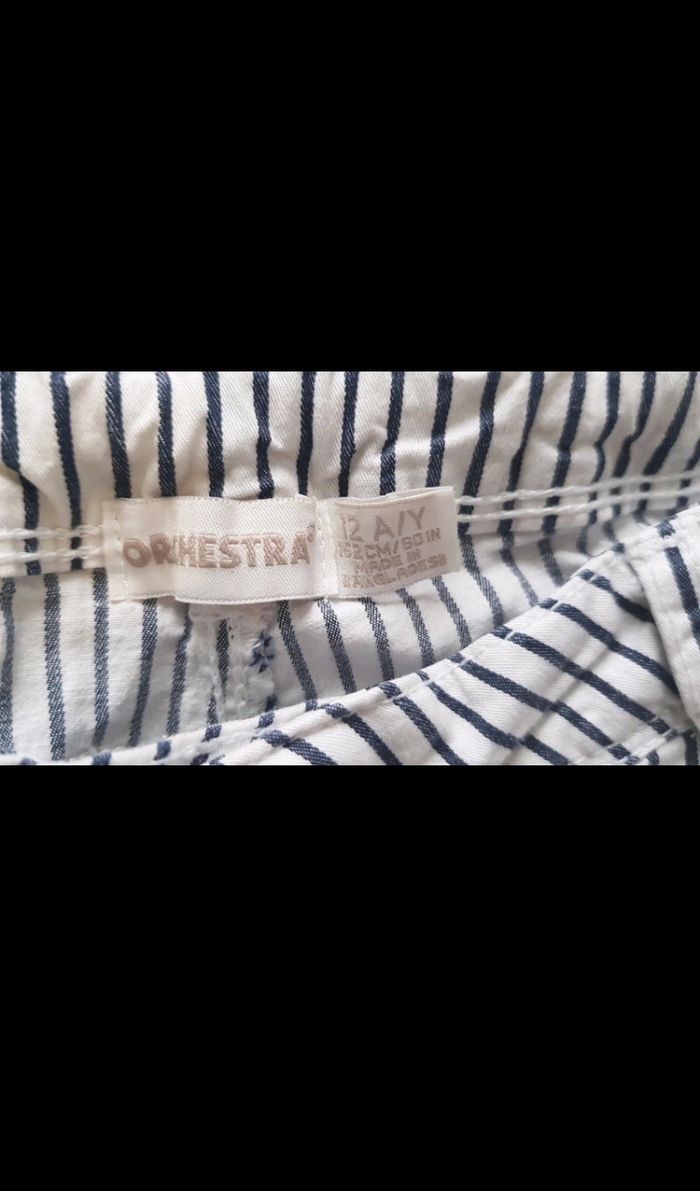 ORCHESTRA®
12 A/Y
152CM/60IN
MADE IN
BANGLADESH